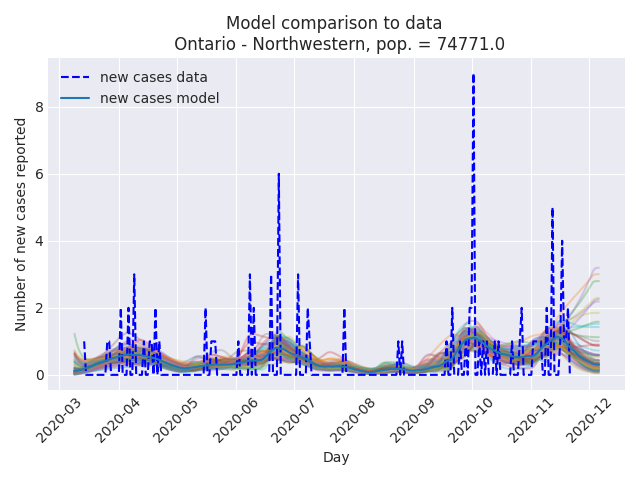 Model comparison to data
Ontario - Northwestern, pop. = 74771.0
new cases data
new cases model
Number of new cases reported
8
6
4
2
0
2020-03
2020-04
2020-05
2020-06
2020-07
2020-08
2020-09
2020-10
2020-11
2020-12
Day